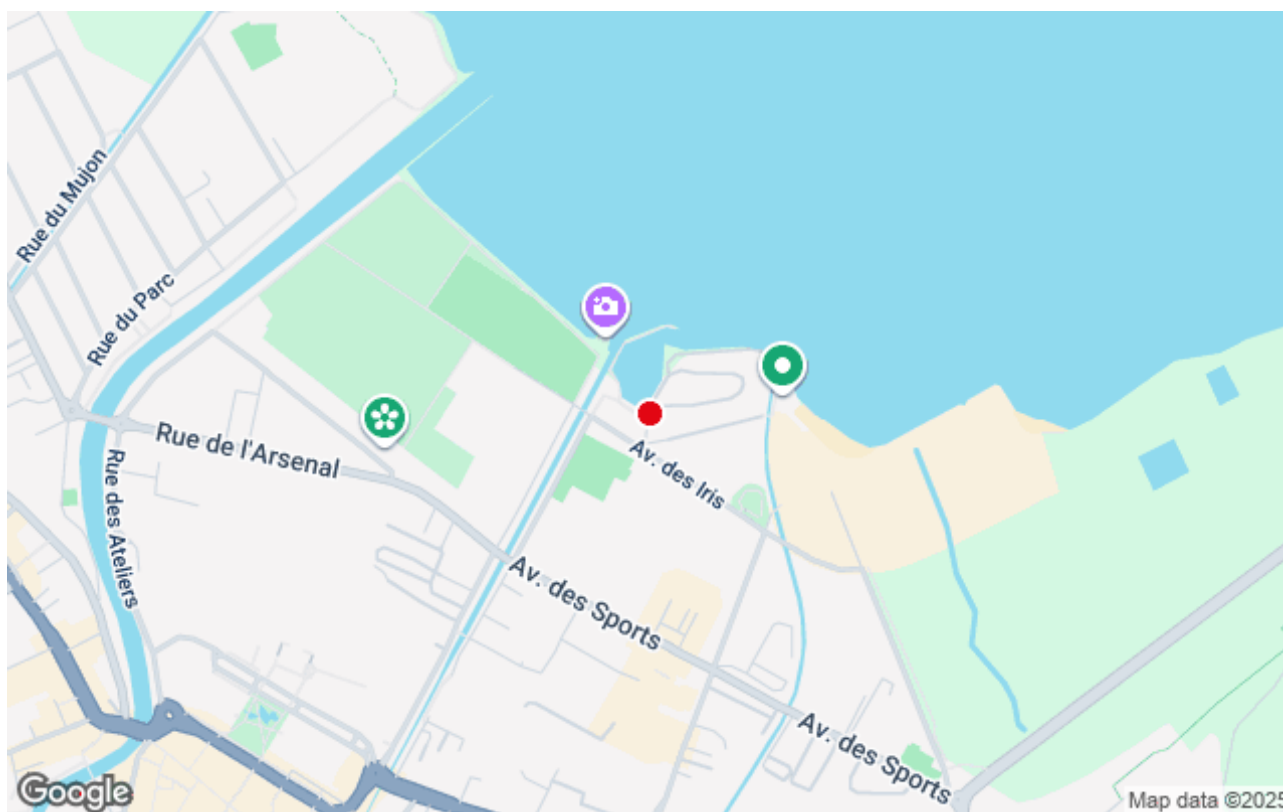 Rue du Mujon
Rue du Parc
Rue de l'Arsenal
Rue des Ateliers
Av. des Iris
Av. des Sports
Av. des Sports
Google
Map data ©2025